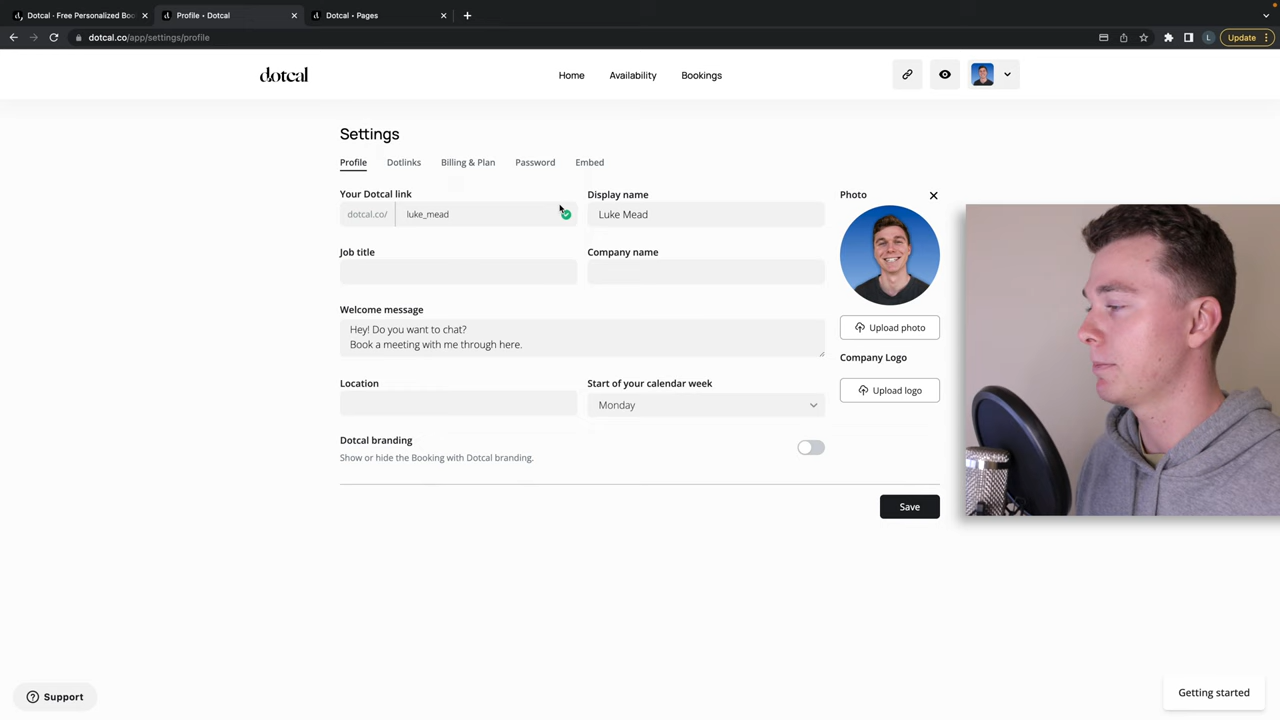 Dotcal - Free Personalized Boo
Profile • Dotcal
Dotcal • Pages
dotcal.co/app/settings/profile
L
Update
dotcal
Home
Availability
Bookings
Settings
Profile
Dotlinks
Billing & Plan
Password
Embed
Your Dotcal link
Display name
Photo
dotcal.co/
luke_mead
Luke Mead
Job title
Company name
Welcome message
Hey! Do you want to chat?
Book a meeting with me through here.
Upload photo
Company Logo
Location
Start of your calendar week
Upload logo
Monday
Dotcal branding
Show or hide the Booking with Dotcal branding.
Save
Support
Getting started